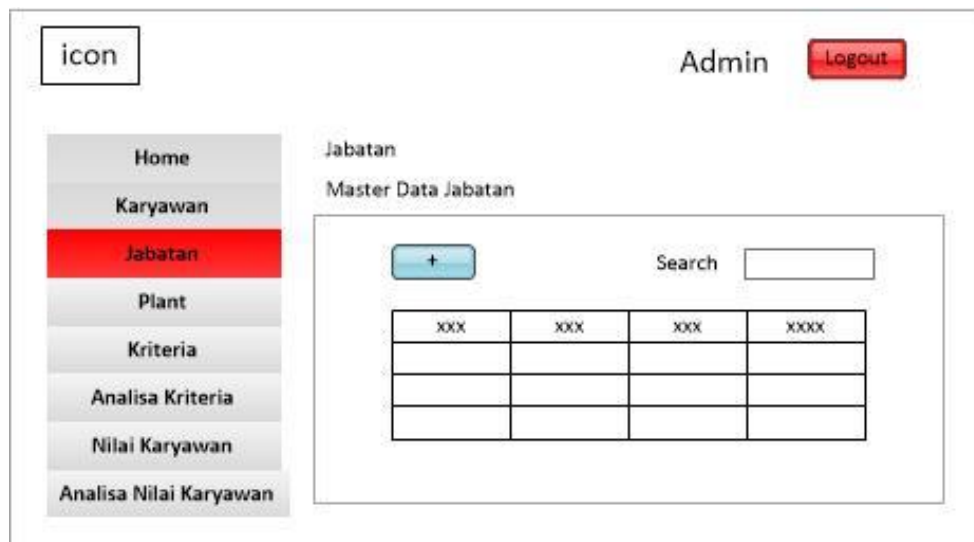 icon
Admin
Logout
Home
Karyawan
Jabatan
Plant
Kriteria
Analisa Kriteria
Nilai Karyawan
Analisa Nilai Karyawan
Jabatan
Master Data Jabatan
+
Search
xxx xxx xxx xxxx